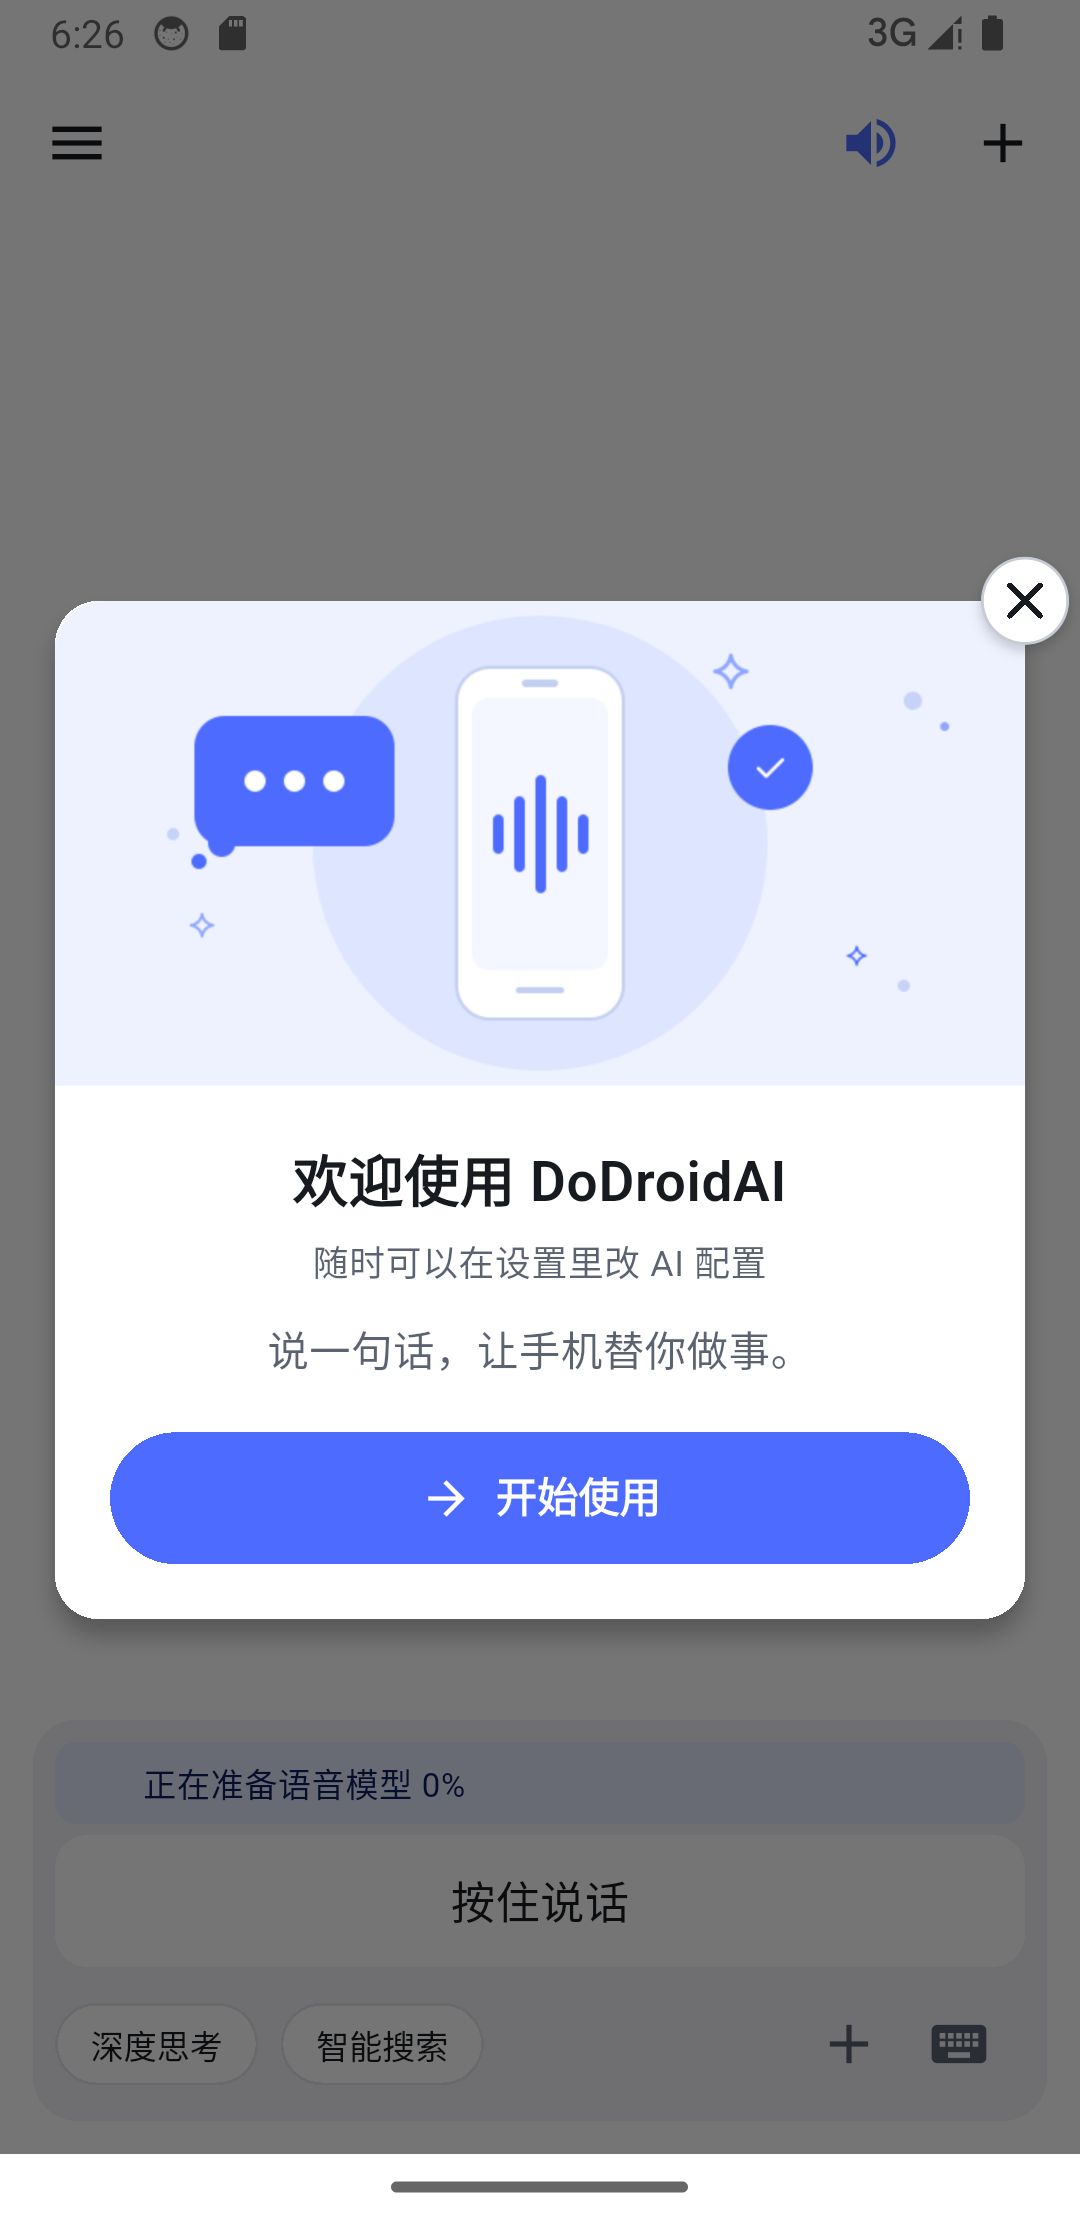 6:26
3G
欢迎使用 DoDroidAI
随时可以在设置里改 AI 配置
说一句话，让手机替你做事。
开始使用
正在准备语音模型 0%
按住说话
深度思考
智能搜索